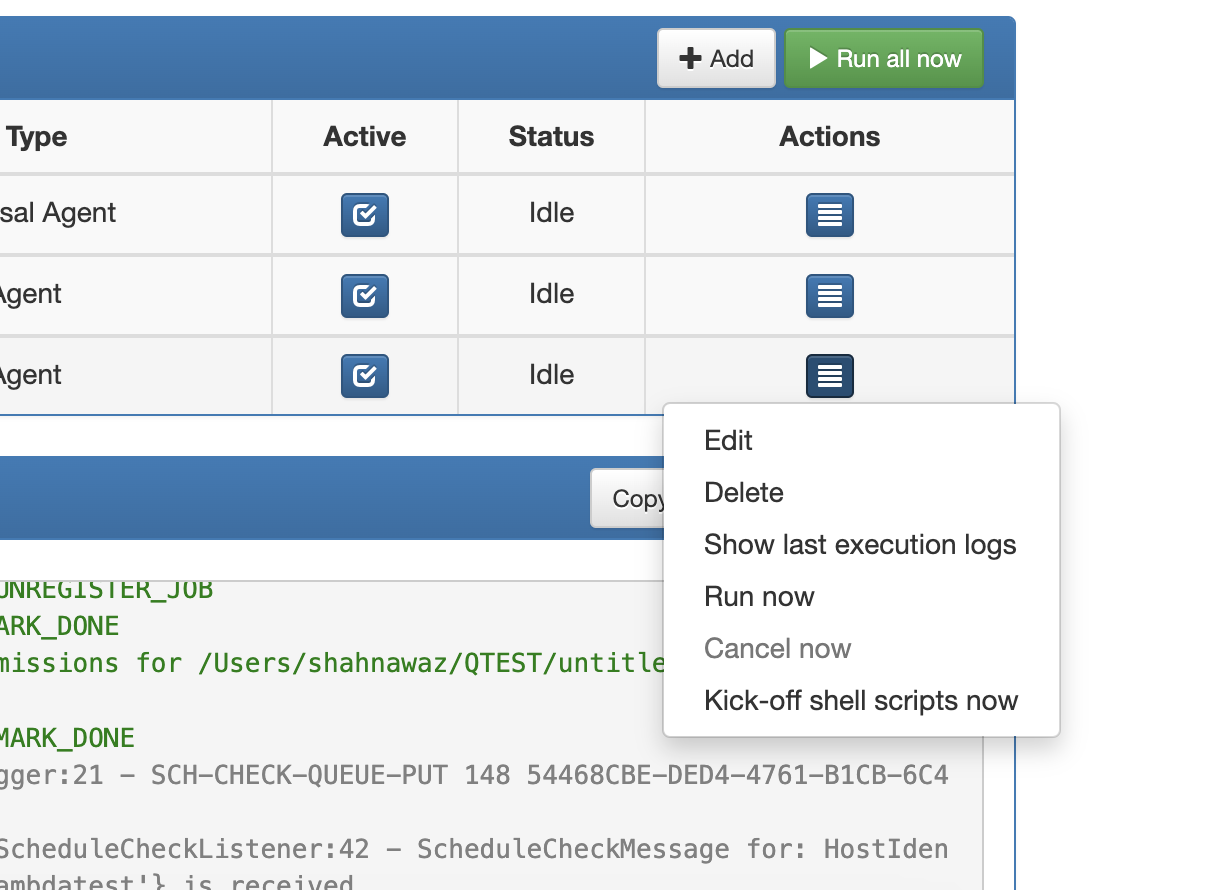 Add Run all now
Type Active Status Actions
sal Agent Idle
Agent Idle
Agent Idle
Edit
Copy
Delete
Show last execution logs
UNREGISTER_JOB
Run now
ARK_DONE
Cancel now
missions for /Users/shahnawaz/QTEST/untitle
Kick-off shell scripts now
MARK_DONE
gger:21 – SCH-CHECK-QUEUE-PUT 148 54468CBE-DED4-4761-B1CB-6C4
ScheduleCheckListener:42 – ScheduleCheckMessage for: HostIden
ambdatest'} is received